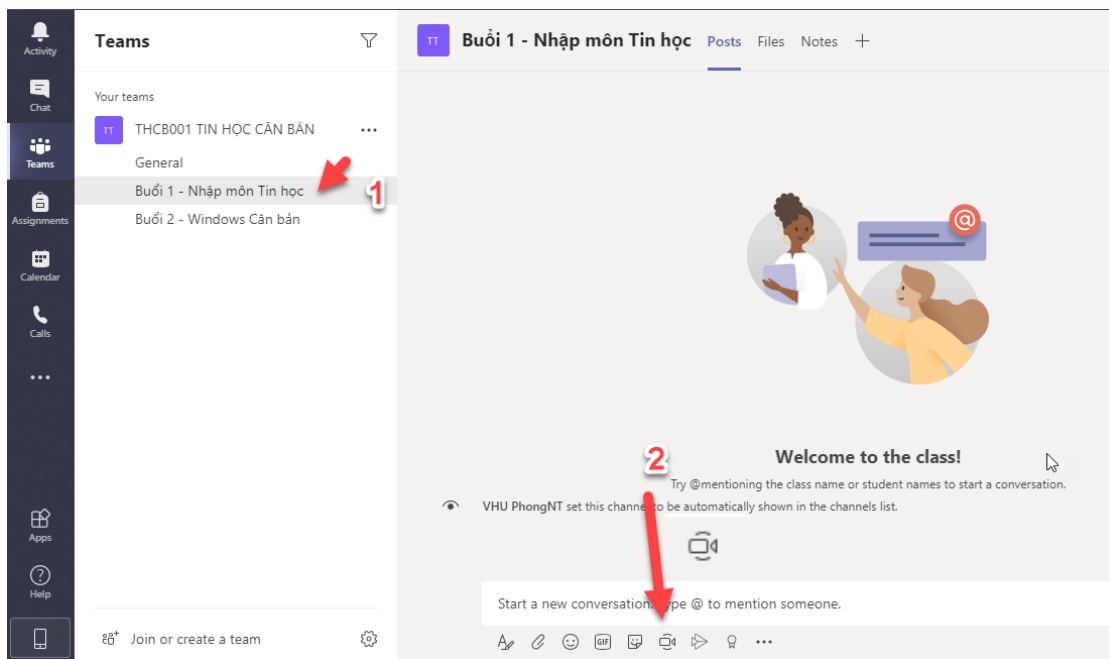 Activity
Chat
Teams
Assignments
Calendar
Calls
Apps
Help
Teams
Your teams
TT THCB001 TIN HỌC CĂN BẢN
General
Buổi 1 - Nhập môn Tin học
1
Buổi 2 - Windows Căn bản
Join or create a team
TT Buổi 1 - Nhập môn Tin học Posts Files Notes +
@
2
Welcome to the class!
Try @mentioning the class name or student names to start a conversation.
VHU PhongNT set this channel to be automatically shown in the channels list.
Start a new conversation. Type @ to mention someone.
GIF